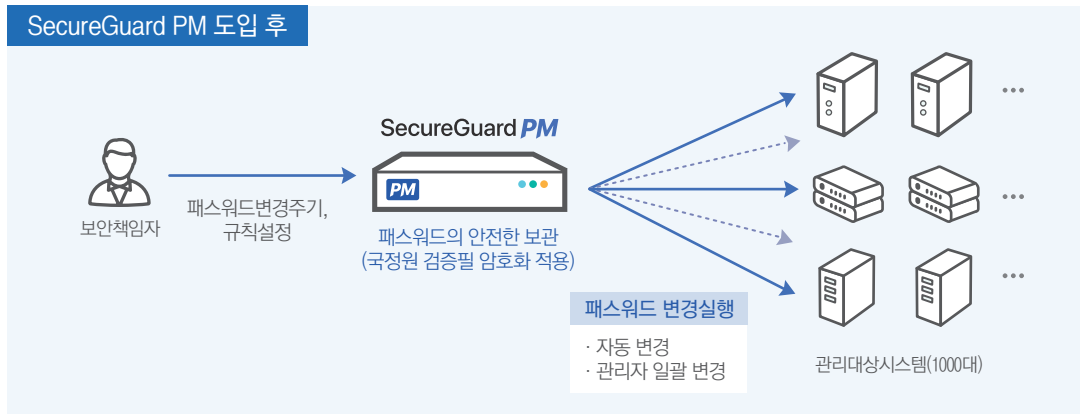 SecureGuard PM 도입 후
SecureGuard PM
PM
보안책임자
패스워드변경주기,
규칙설정
패스워드의 안전한 보관
(국정원 검증필 암호화 적용)
패스워드 변경실행
· 자동 변경
· 관리자 일괄 변경
...
...
...
관리대상시스템(1000대)